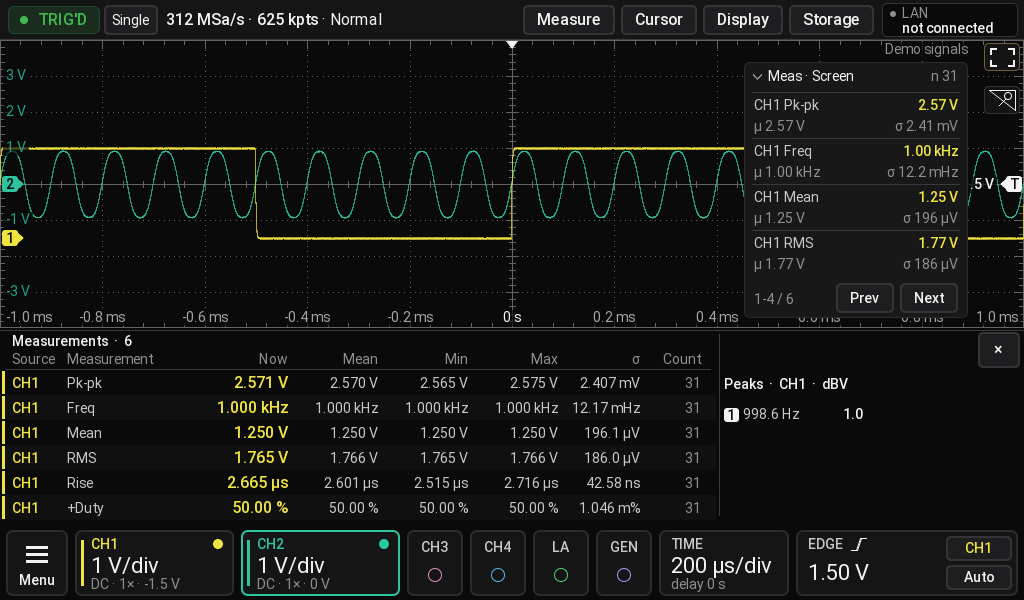 TRIG'D
Single
312 MSa/s · 625 kpts · Normal
Measure
Cursor
Display
Storage
LAN
not connected
Demo signals
3 V
2 V
1 V
-1 V
-3 V
2
1
.5 V
T
-1.0 ms
-0.8 ms
-0.6 ms
-0.4 ms
-0.2 ms
0 s
0.2 ms
0.4 ms
0.6 ms
0.8 ms
1.0 ms
Meas · Screen n 31
CH1 Pk-pk 2.57 V
μ 2.57 V σ 2.41 mV
CH1 Freq 1.00 kHz
μ 1.00 kHz σ 12.2 mHz
CH1 Mean 1.25 V
μ 1.25 V σ 196 μV
CH1 RMS 1.77 V
μ 1.77 V σ 186 μV
1-4 / 6 Prev Next
Measurements · 6
Source Measurement Now Mean Min Max σ Count
CH1 Pk-pk 2.571 V 2.570 V 2.565 V 2.575 V 2.407 mV 31
CH1 Freq 1.000 kHz 1.000 kHz 1.000 kHz 1.000 kHz 12.17 mHz 31
CH1 Mean 1.250 V 1.250 V 1.250 V 1.250 V 196.1 μV 31
CH1 RMS 1.765 V 1.766 V 1.765 V 1.766 V 186.0 μV 31
CH1 Rise 2.665 μs 2.601 μs 2.515 μs 2.716 μs 42.58 ns 31
CH1 +Duty 50.00 % 50.00 % 50.00 % 50.00 % 1.046 m% 31
×
Peaks · CH1 · dBV
1 998.6 Hz 1.0
Menu
CH1
1 V/div
DC · 1× · -1.5 V
CH2
1 V/div
DC · 1× · 0 V
CH3
CH4
LA
GEN
TIME
200 μs/div
delay 0 s
EDGE
1.50 V
CH1
Auto